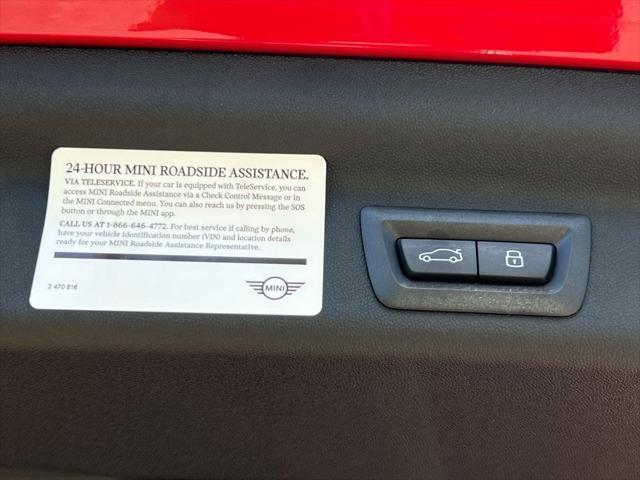 24-HOUR MINI ROADSIDE ASSISTANCE.
VIA TELESERVICE. If your car is equipped with TeleService, you can
access MINI Roadside Assistance via a Check Control Message or in
the MINI Connected menu. You can also reach us by pressing the SOS
button or through the MINI app.
CALL US AT 1-866-646-4772. For best service if calling by phone,
have your vehicle identification number (VIN) and location details
ready for your MINI Roadside Assistance Representative.
MINI
2 470 816